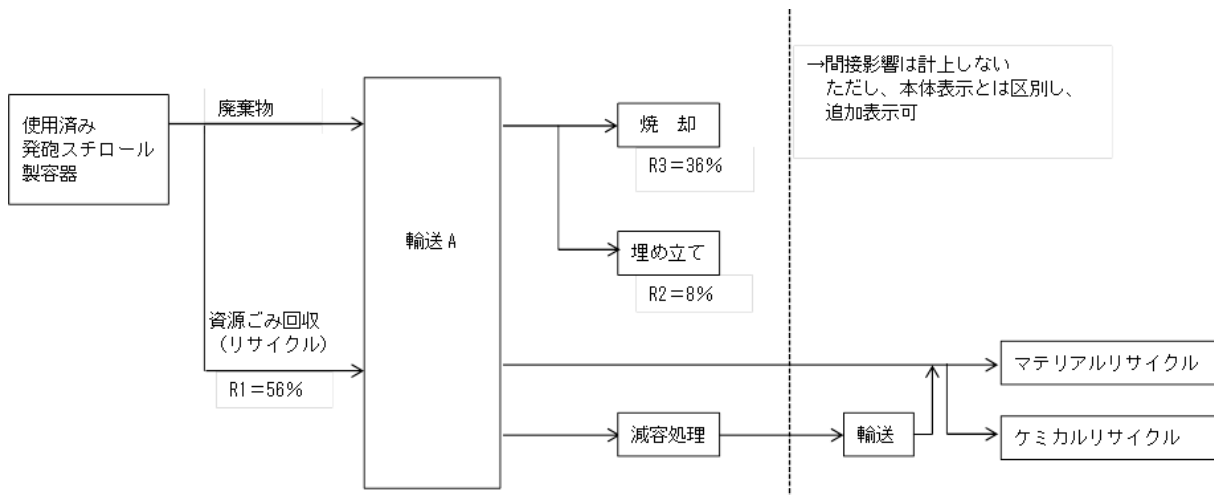 →間接影響は計上しない
ただし、本体表示とは区別し、
追加表示可
使用済み
発砲スチロール
製容器
廃棄物
焼　却
R3＝36%
輸送A
埋め立て
R2＝8%
資源ごみ回収
（リサイクル）
R1＝56%
マテリアルリサイクル
減容処理
輸送
ケミカルリサイクル